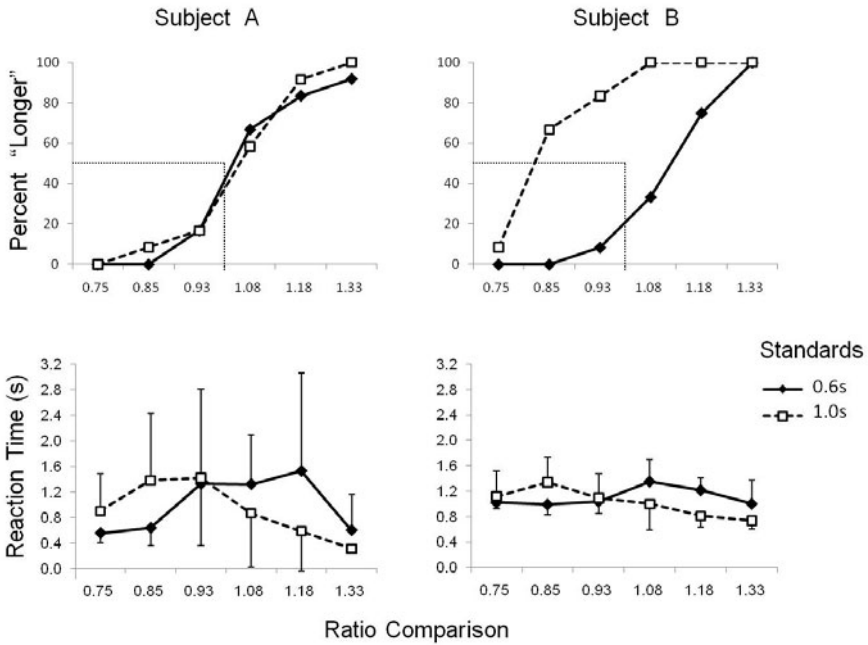 Subject A
Subject B
Percent "Longer"
100
80
60
40
20
0
0.75 0.85 0.93 1.08 1.18 1.33
100
80
60
40
20
0
0.75 0.85 0.93 1.08 1.18 1.33
Reaction Time (s)
3.2
2.8
2.4
2.0
1.6
1.2
0.8
0.4
0.0
0.75 0.85 0.93 1.08 1.18 1.33
3.2
2.8
2.4
2.0
1.6
1.2
0.8
0.4
0.0
0.75 0.85 0.93 1.08 1.18 1.33
Standards
0.6s
1.0s
Ratio Comparison